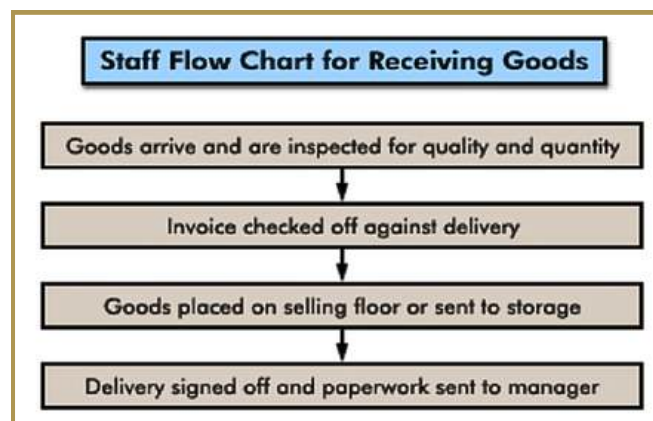 Staff Flow Chart for Receiving Goods
Goods arrive and are inspected for quality and quantity
Invoice checked off against delivery
Goods placed on selling floor or sent to storage
Delivery signed off and paperwork sent to manager